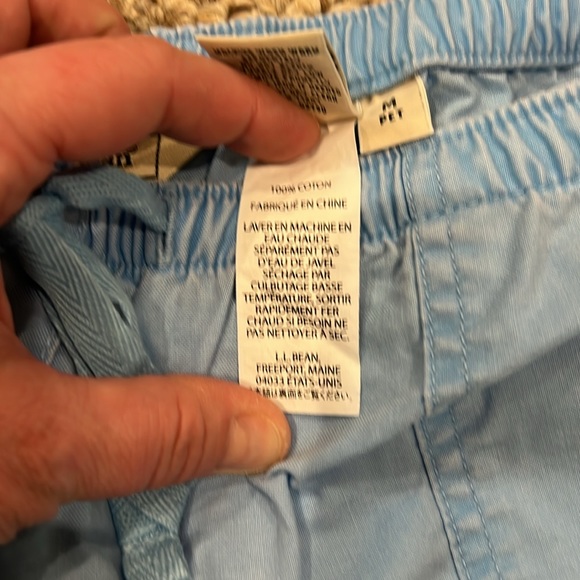 M
PET
100% COTON
FABRIQUÉ EN CHINE
LAVER EN MACHINE EN
EAU CHAUDE
SÉPARÉMENT PAS
D'EAU DE JAVEL
SÉCHAGE PAR
CULBUTAGE BASSE
TEMPÉRATURE, SORTIR
RAPIDEMENT FER
CHAUD SI BESOIN NE
PAS NETTOYER À SEC.
L.L.BEAN,
FREEPORT, MAINE
04033 ÉTATS-UNIS